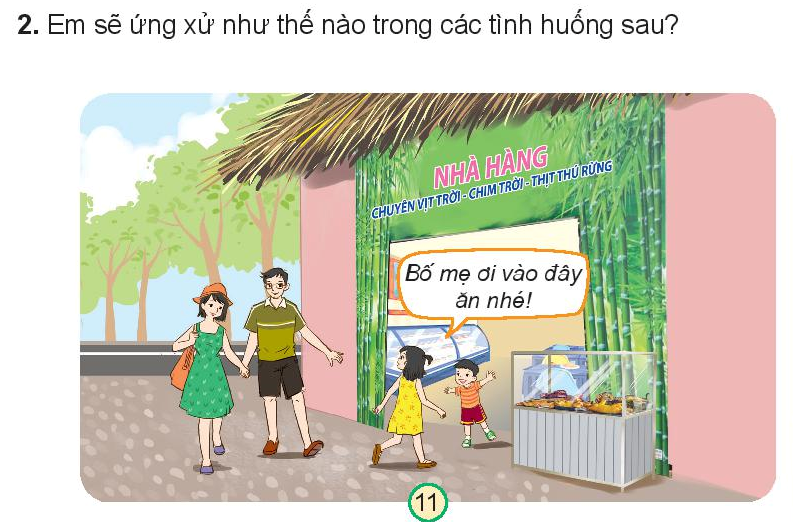 2. Em sẽ ứng xử như thế nào trong các tình huống sau?
NHÀ HÀNG
CHUYÊN VỊT TRỜI - CHIM TRỜI - THỊT THÚ RỪNG
Bố mẹ ơi vào đây
ăn nhé!
11